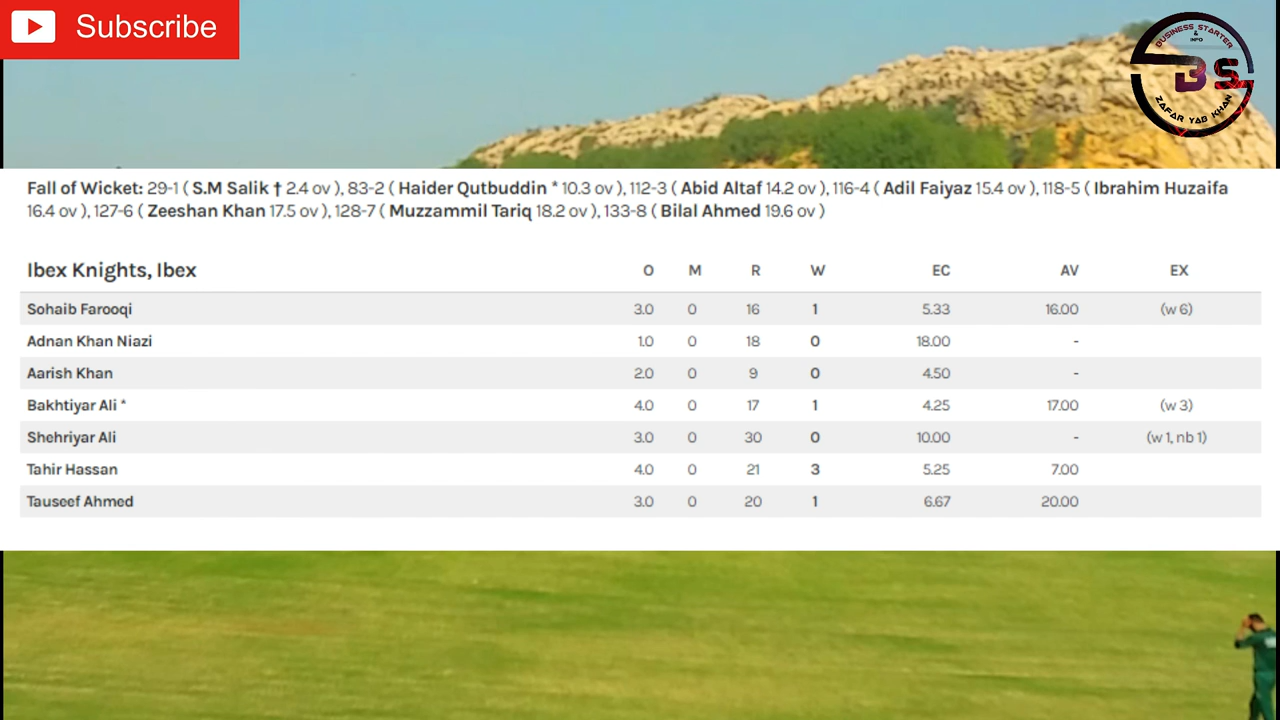 Subscribe
BUSINESS STARTER
&
INFO
BS
ZAFAR YAB KHAN
Fall of Wicket: 29-1 ( S.M Salik † 2.4 ov ), 83-2 ( Haider Qutbuddin * 10.3 ov ), 112-3 ( Abid Altaf 14.2 ov ), 116-4 ( Adil Faiyaz 15.4 ov ), 118-5 ( Ibrahim Huzaifa
16.4 ov ), 127-6 ( Zeeshan Khan 17.5 ov ), 128-7 ( Muzzammil Tariq 18.2 ov ), 133-8 ( Bilal Ahmed 19.6 ov )
Ibex Knights, Ibex O M R W EC AV EX
Sohaib Farooqi 3.0 0 16 1 5.33 16.00 (w 6)
Adnan Khan Niazi 1.0 0 18 0 18.00 -
Aarish Khan 2.0 0 9 0 4.50 -
Bakhtiyar Ali * 4.0 0 17 1 4.25 17.00 (w 3)
Shehriyar Ali 3.0 0 30 0 10.00 - (w 1, nb 1)
Tahir Hassan 4.0 0 21 3 5.25 7.00
Tauseef Ahmed 3.0 0 20 1 6.67 20.00